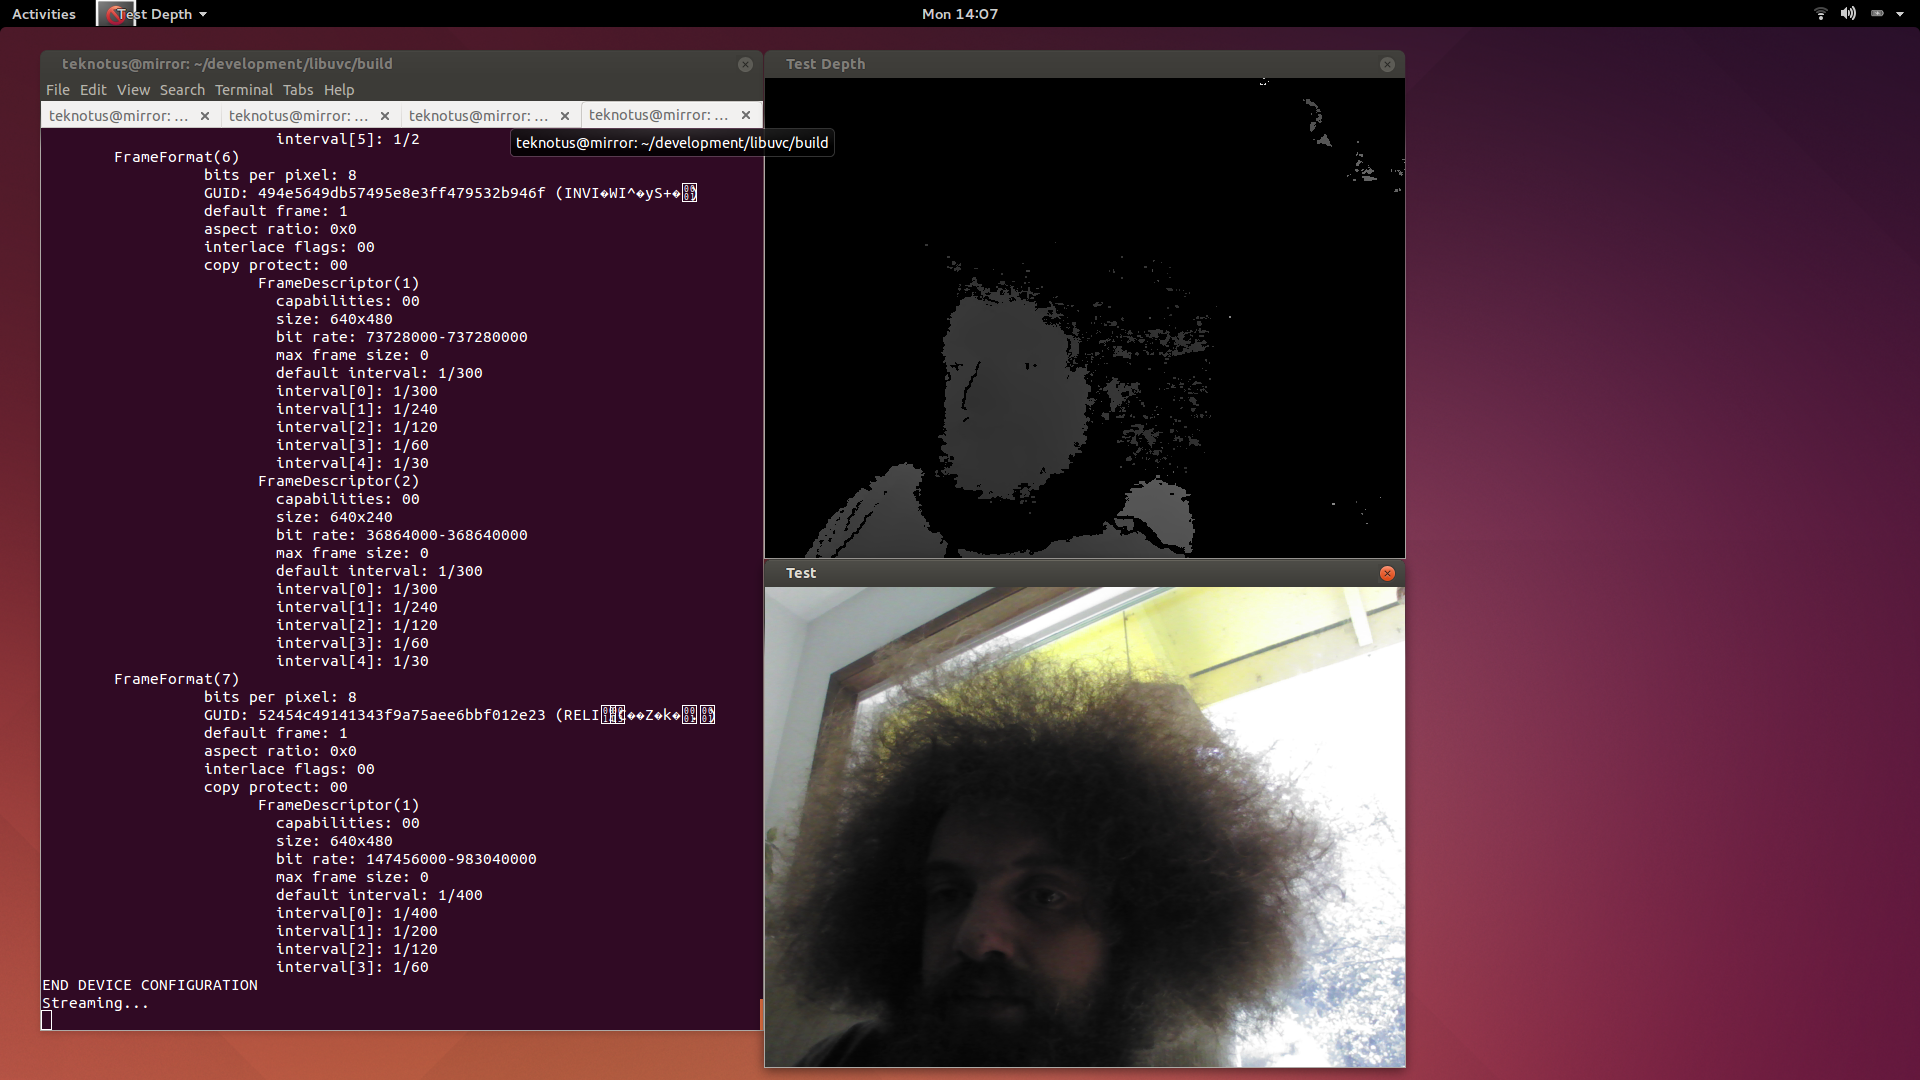 Activities
Test Depth
Mon 14:07
teknotus@mirror: ~/development/libuvc/build
File Edit View Search Terminal Tabs Help
teknotus@mirror: ... × teknotus@mirror: ... × teknotus@mirror: ... × teknotus@mirror: ... ×
teknotus@mirror: ~/development/libuvc/build
interval[5]: 1/2
FrameFormat(6)
bits per pixel: 8
GUID: 494e5649db57495e8e3ff479532b946f (INVI�WI^�yS+�
default frame: 1
aspect ratio: 0x0
interlace flags: 00
copy protect: 00
FrameDescriptor(1)
capabilities: 00
size: 640x480
bit rate: 73728000-737280000
max frame size: 0
default interval: 1/300
interval[0]: 1/300
interval[1]: 1/240
interval[2]: 1/120
interval[3]: 1/60
interval[4]: 1/30
FrameDescriptor(2)
capabilities: 00
size: 640x240
bit rate: 36864000-368640000
max frame size: 0
default interval: 1/300
interval[0]: 1/300
interval[1]: 1/240
interval[2]: 1/120
interval[3]: 1/60
interval[4]: 1/30
FrameFormat(7)
bits per pixel: 8
GUID: 52454c49141343f9a75aee6bbf012e23 (RELI
default frame: 1
aspect ratio: 0x0
interlace flags: 00
copy protect: 00
FrameDescriptor(1)
capabilities: 00
size: 640x480
bit rate: 147456000-983040000
max frame size: 0
default interval: 1/400
interval[0]: 1/400
interval[1]: 1/200
interval[2]: 1/120
interval[3]: 1/60
END DEVICE CONFIGURATION
Streaming...
Test Depth
Test